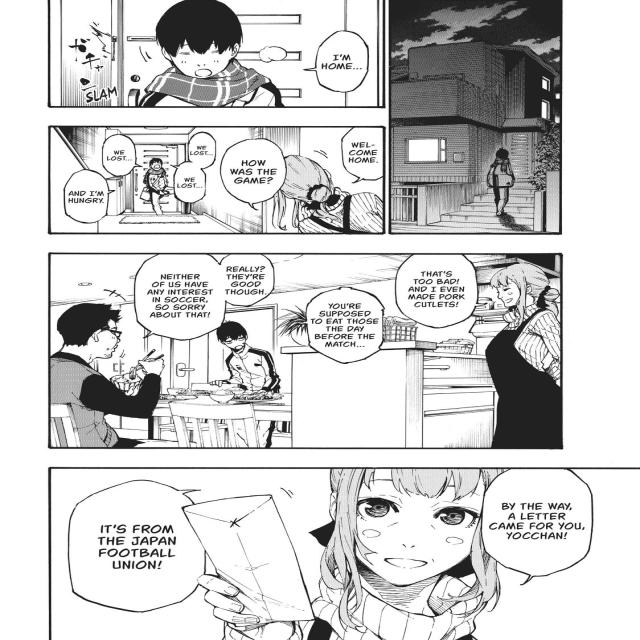 I'M
HOME...
ガチャ
SLAM
WEL-
COME
HOME.
HOW
WAS THE
GAME?
WE
LOST...
WE
LOST...
WE
LOST...
AND I'M
HUNGRY.
THAT'S
TOO BAD!
AND I EVEN
MADE PORK
CUTLETS!
YOU'RE
SUPPOSED
TO EAT THOSE
THE DAY
BEFORE THE
MATCH...
REALLY?
THEY'RE
GOOD
THOUGH.
NEITHER
OF US HAVE
ANY INTEREST
IN SOCCER,
SO SORRY
ABOUT THAT!
BY THE WAY,
A LETTER
CAME FOR YOU,
YOCCHAN!
IT'S FROM
THE JAPAN
FOOTBALL
UNION!